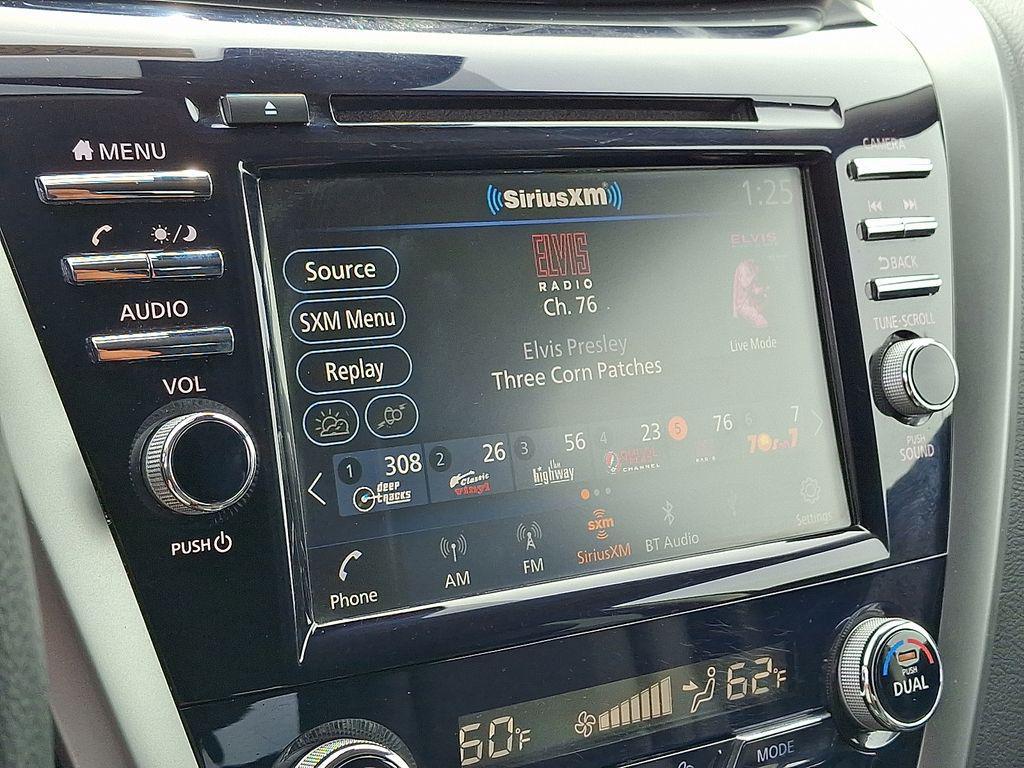 MENU
CAMERA
SiriusXM
1:25
BACK
Source
ELVIS
RADIO
Ch. 76
ELVIS
AUDIO
SXM Menu
TUNE·SCROLL
VOL
Replay
Elvis Presley
Three Corn Patches
Live Mode
PUSH
SOUND
1 308
deep
tracks
2 26
Classic
vinyl
3 56
the
highway
4 23
CHANNEL
5 76
6 7
70s on 7
PUSH
Phone
AM
FM
sxm
SiriusXM
BT Audio
Settings
60°F
62°F
PUSH
DUAL
MODE